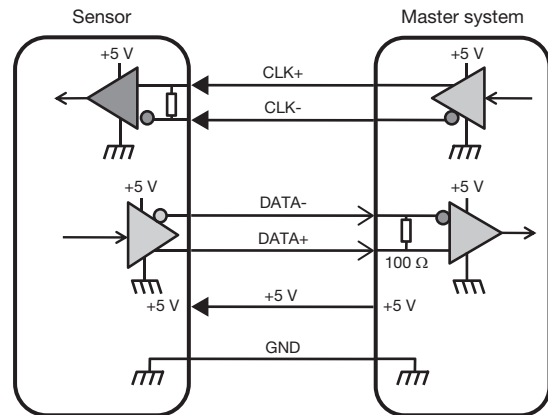 Sensor
Master system
+5 V
+5 V
CLK+
CLK-
+5 V
+5 V
DATA-
DATA+
100 Ω
+5 V
+5 V
+5 V
GND